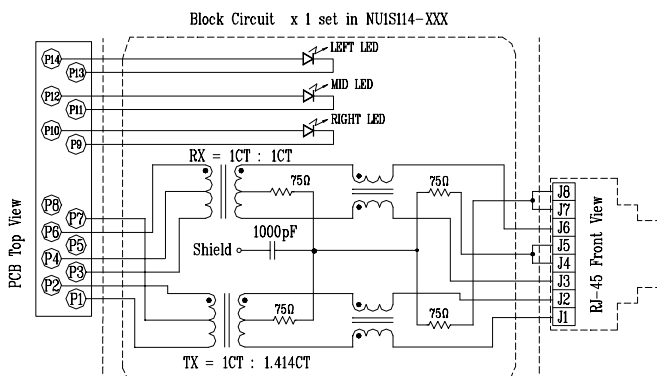 Block Circuit x 1 set in NU1S114-XXX
P14
P13
LEFT LED
P12
P11
MID LED
P10
P9
RIGHT LED
RX = 1CT : 1CT
75Ω
75Ω
P8
P7
P6
P5
P4
P3
P2
P1
1000pF
Shield
75Ω
75Ω
TX = 1CT : 1.414CT
J8
J7
J6
J5
J4
J3
J2
J1
PCB Top View
RJ-45 Front View